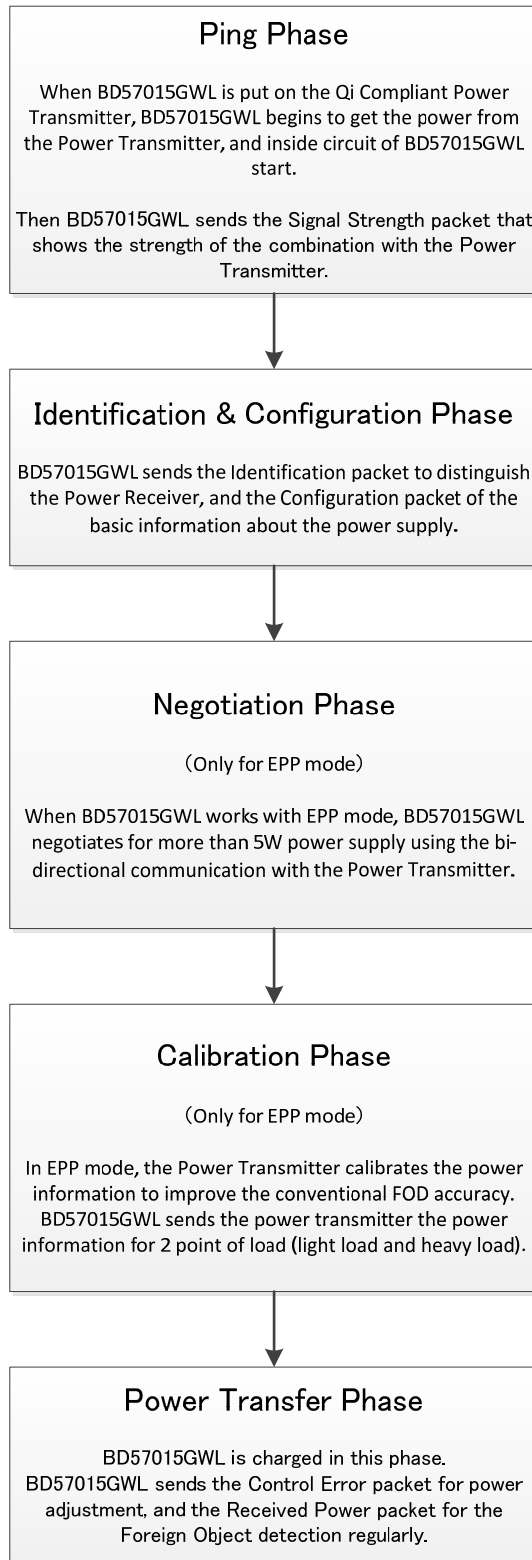 Ping Phase
When BD57015GWL is put on the Qi Compliant Power
Transmitter, BD57015GWL begins to get the power from
the Power Transmitter, and inside circuit of BD57015GWL
start.
Then BD57015GWL sends the Signal Strength packet that
shows the strength of the combination with the Power
Transmitter.
Identification & Configuration Phase
BD57015GWL sends the Identification packet to distinguish
the Power Receiver, and the Configuration packet of the
basic information about the power supply.
Negotiation Phase
(Only for EPP mode)
When BD57015GWL works with EPP mode, BD57015GWL
negotiates for more than 5W power supply using the bi-
directional communication with the Power Transmitter.
Calibration Phase
(Only for EPP mode)
In EPP mode, the Power Transmitter calibrates the power
information to improve the conventional FOD accuracy.
BD57015GWL sends the power transmitter the power
information for 2 point of load (light load and heavy load).
Power Transfer Phase
BD57015GWL is charged in this phase.
BD57015GWL sends the Control Error packet for power
adjustment, and the Received Power packet for the
Foreign Object detection regularly.